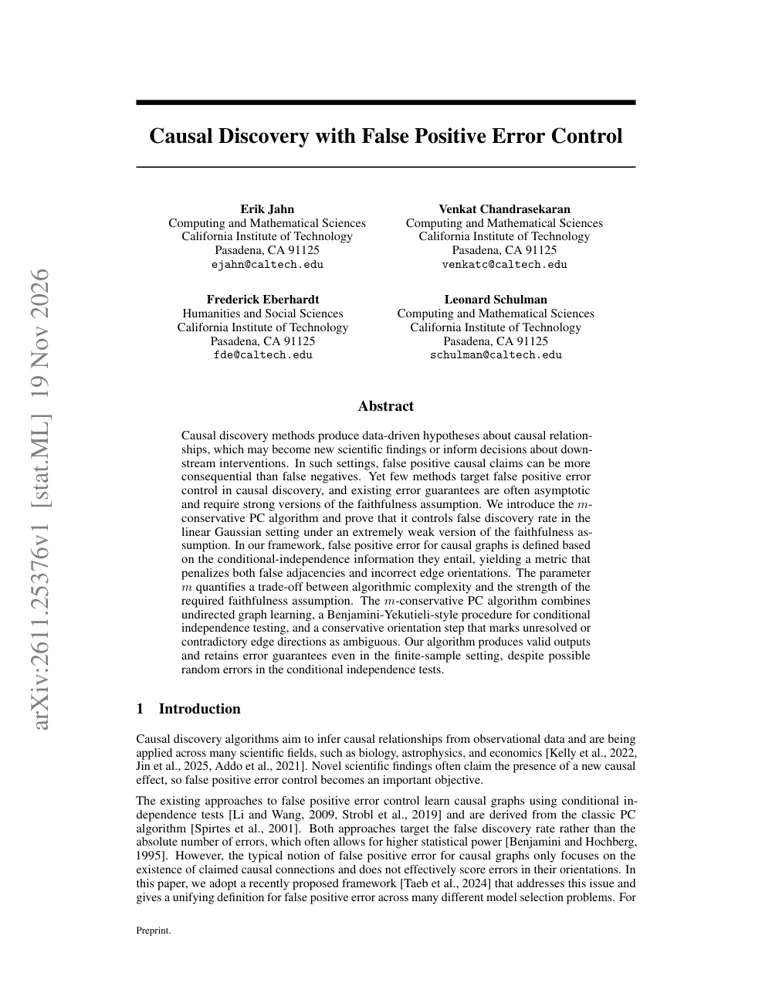 arXiv:2611.25376v1 [stat.ML] 19 Nov 2026
Causal Discovery with False Positive Error Control
Erik Jahn
Computing and Mathematical Sciences
California Institute of Technology
Pasadena, CA 91125
ejahn@caltech.edu
Venkat Chandrasekaran
Computing and Mathematical Sciences
California Institute of Technology
Pasadena, CA 91125
venkatc@caltech.edu
Frederick Eberhardt
Humanities and Social Sciences
California Institute of Technology
Pasadena, CA 91125
fde@caltech.edu
Leonard Schulman
Computing and Mathematical Sciences
California Institute of Technology
Pasadena, CA 91125
schulman@caltech.edu
Abstract
Causal discovery methods produce data-driven hypotheses about causal relation-
ships, which may become new scientific findings or inform decisions about down-
stream interventions. In such settings, false positive causal claims can be more
consequential than false negatives. Yet few methods target false positive error
control in causal discovery, and existing error guarantees are often asymptotic
and require strong versions of the faithfulness assumption. We introduce the m-
conservative PC algorithm and prove that it controls false discovery rate in the
linear Gaussian setting under an extremely weak version of the faithfulness as-
sumption. In our framework, false positive error for causal graphs is defined based
on the conditional-independence information they entail, yielding a metric that
penalizes both false adjacencies and incorrect edge orientations. The parameter
m quantifies a trade-off between algorithmic complexity and the strength of the
required faithfulness assumption. The m-conservative PC algorithm combines
undirected graph learning, a Benjamini-Yekutieli-style procedure for conditional
independence testing, and a conservative orientation step that marks unresolved or
contradictory edge directions as ambiguous. Our algorithm produces valid outputs
and retains error guarantees even in the finite-sample setting, despite possible
random errors in the conditional independence tests.
1 Introduction
Causal discovery algorithms aim to infer causal relationships from observational data and are being
applied across many scientific fields, such as biology, astrophysics, and economics [Kelly et al., 2022,
Jin et al., 2025, Addo et al., 2021]. Novel scientific findings often claim the presence of a new causal
effect, so false positive error control becomes an important objective.
The existing approaches to false positive error control learn causal graphs using conditional in-
dependence tests [Li and Wang, 2009, Strobl et al., 2019] and are derived from the classic PC
algorithm [Spirtes et al., 2001]. Both approaches target the false discovery rate rather than the
absolute number of errors, which often allows for higher statistical power [Benjamini and Hochberg,
1995]. However, the typical notion of false positive error for causal graphs only focuses on the
existence of claimed causal connections and does not effectively score errors in their orientations. In
this paper, we adopt a recently proposed framework [Taeb et al., 2024] that addresses this issue and
gives a unifying definition for false positive error across many different model selection problems. For
Preprint.